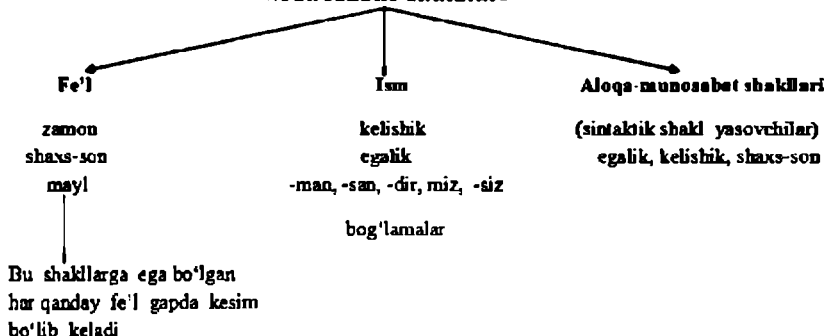 Fe'l
zamon
shaxs-son
mayl
Bu shakllarga ega bo'lgan
har qanday fe'l gapda kesim
bo'lib keladi
Ism
kelishik
egalik
-man, -san, -dir, miz, -siz
bog'lamalar
Aloqa-munosabat shakllari
(sintaktik shakl yasovchilar)
egalik, kelishik, shaxs-son